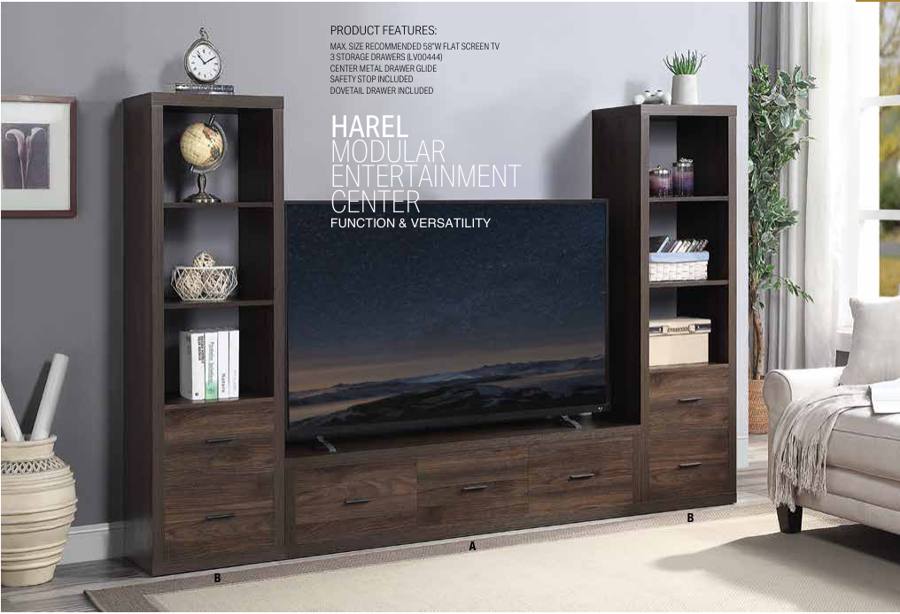 PRODUCT FEATURES:
MAX. SIZE RECOMMENDED 58"W FLAT SCREEN TV
3 STORAGE DRAWERS (LV00444)
CENTER METAL DRAWER GLIDE
SAFETY STOP INCLUDED
DOVETAIL DRAWER INCLUDED
HAREL
MODULAR
ENTERTAINMENT
CENTER
FUNCTION & VERSATILITY
B
A
B